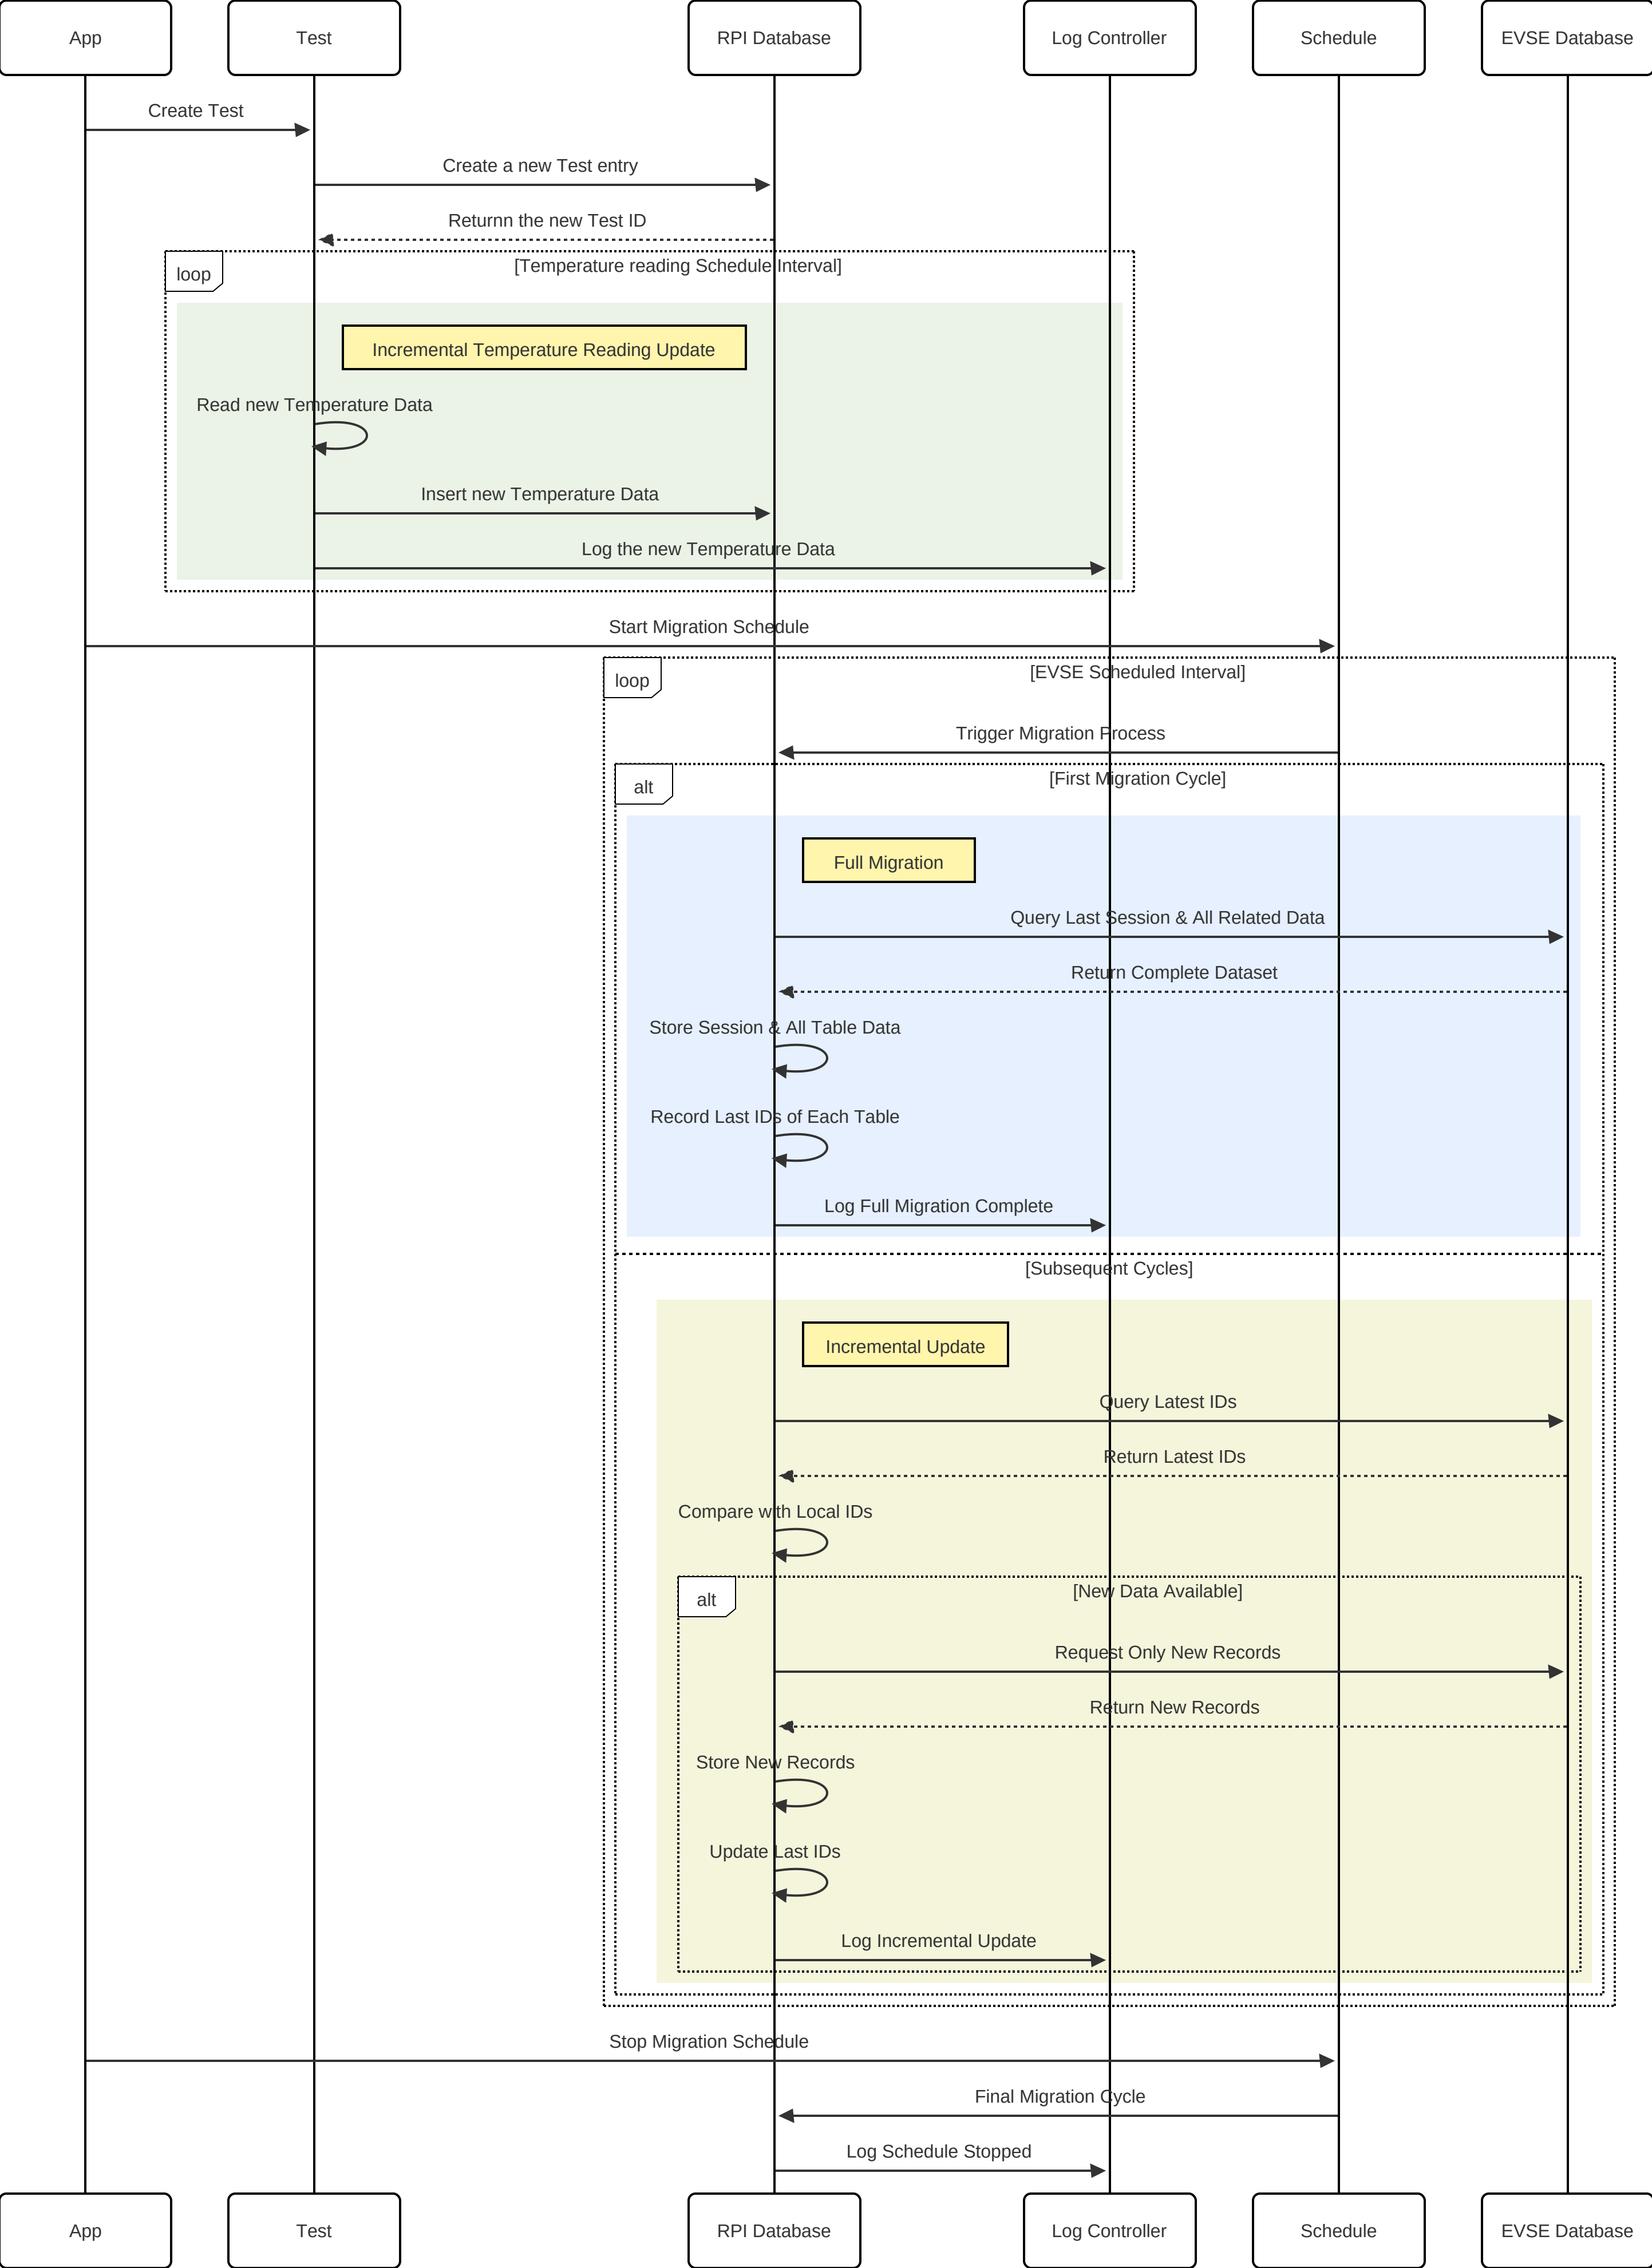 App
Test
RPI Database
Log Controller
Schedule
EVSE Database
Create Test
Create a new Test entry
Returnn the new Test ID
loop
[Temperature reading Schedule Interval]
Incremental Temperature Reading Update
Read new Temperature Data
Insert new Temperature Data
Log the new Temperature Data
Start Migration Schedule
loop
[EVSE Scheduled Interval]
Trigger Migration Process
alt
[First Migration Cycle]
Full Migration
Query Last Session & All Related Data
Return Complete Dataset
Store Session & All Table Data
Record Last IDs of Each Table
Log Full Migration Complete
[Subsequent Cycles]
Incremental Update
Query Latest IDs
Return Latest IDs
Compare with Local IDs
alt
[New Data Available]
Request Only New Records
Return New Records
Store New Records
Update Last IDs
Log Incremental Update
Stop Migration Schedule
Final Migration Cycle
Log Schedule Stopped
App
Test
RPI Database
Log Controller
Schedule
EVSE Database